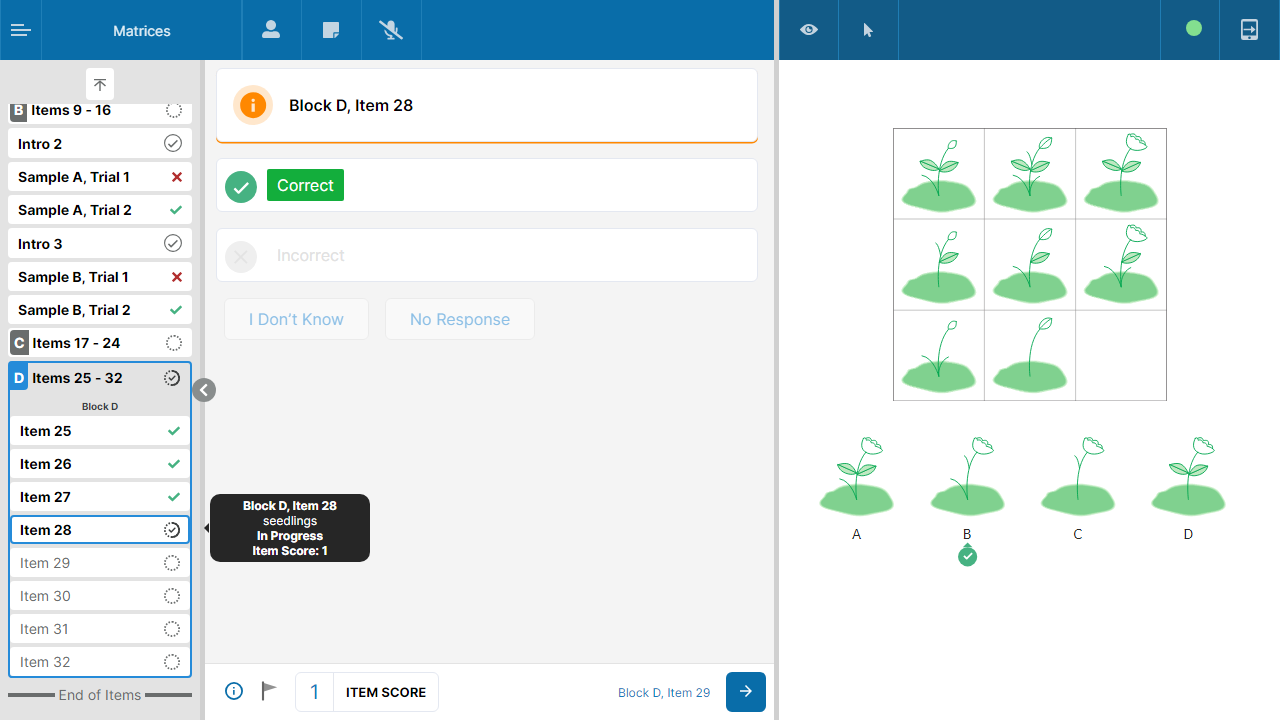 Matrices
B Items 9 - 16
Intro 2
Sample A, Trial 1
Sample A, Trial 2
Intro 3
Sample B, Trial 1
Sample B, Trial 2
C Items 17 - 24
D Items 25 - 32
Block D
Item 25
Item 26
Item 27
Item 28
Item 29
Item 30
Item 31
Item 32
End of Items
Block D, Item 28
Correct
Incorrect
I Don't Know
No Response
Block D, Item 28
seedlings
In Progress
Item Score: 1
1 ITEM SCORE
Block D, Item 29
A B C D